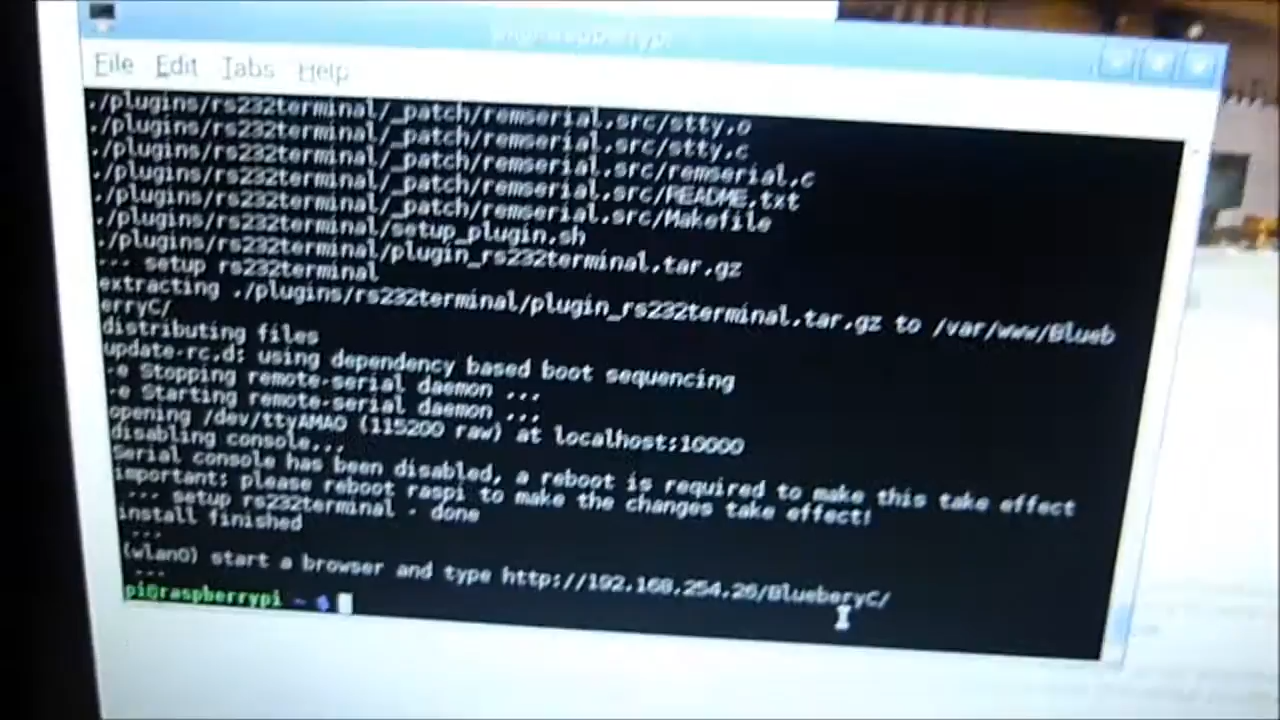 pi@raspberrypi
File Edit Tabs Help
./plugins/rs232terminal/_patch/remserial.src/stty.o
./plugins/rs232terminal/_patch/remserial.src/stty.c
./plugins/rs232terminal/_patch/remserial.src/remserial.c
./plugins/rs232terminal/_patch/remserial.src/README.txt
./plugins/rs232terminal/_patch/remserial.src/Makefile
./plugins/rs232terminal/setup_plugin.sh
./plugins/rs232terminal/plugin_rs232terminal.tar.gz
--- setup rs232terminal
extracting ./plugins/rs232terminal/plugin_rs232terminal.tar.gz to /var/www/Blueb
erryC/
distributing files
update-rc.d: using dependency based boot sequencing
-e Stopping remote-serial daemon ...
-e Starting remote-serial daemon ...
opening /dev/ttyAMA0 (115200 raw) at localhost:10000
disabling console...
Serial console has been disabled, a reboot is required to make this take effect
important: please reboot raspi to make the changes take effect!
--- setup rs232terminal - done
install finished
---
(wlan0) start a browser and type http://192.168.254.26/BlueberyC/
---
pi@raspberrypi ~ $